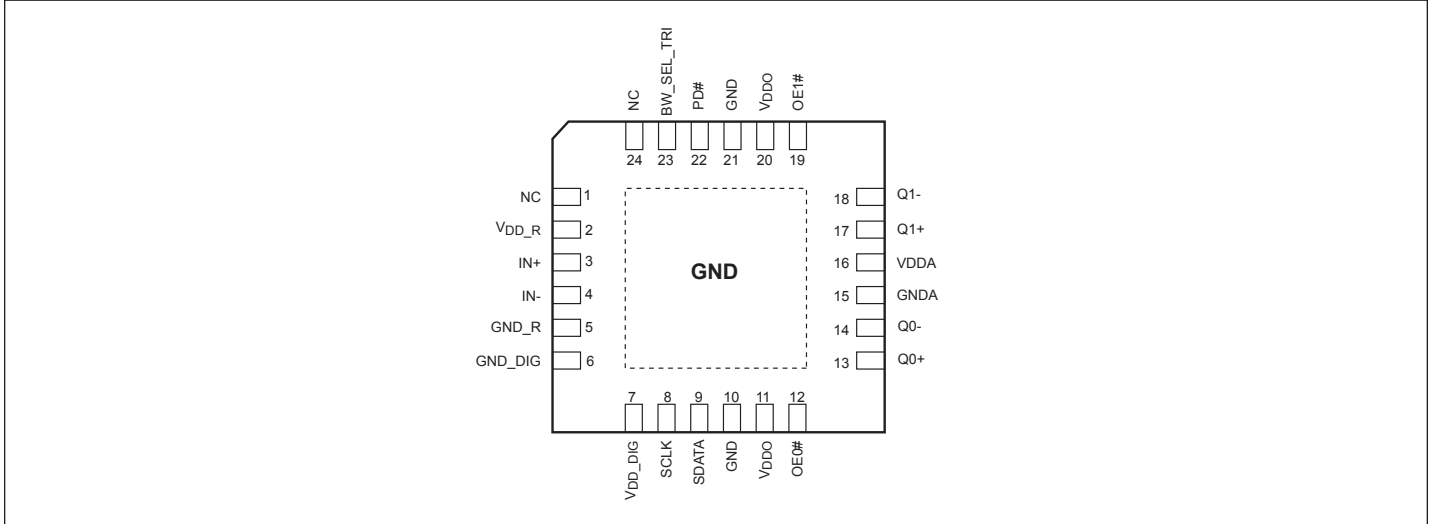 NC
BW_SEL_TRI
PD#
GND
VDDO
OE1#
24
23
22
21
20
19
NC
1
VDD_R
2
IN+
3
IN-
4
GND_R
5
GND_DIG
6
GND
18
Q1-
17
Q1+
16
VDDA
15
GNDA
14
Q0-
13
Q0+
7
8
9
10
11
12
VDD_DIG
SCLK
SDATA
GND
VDDO
OE0#